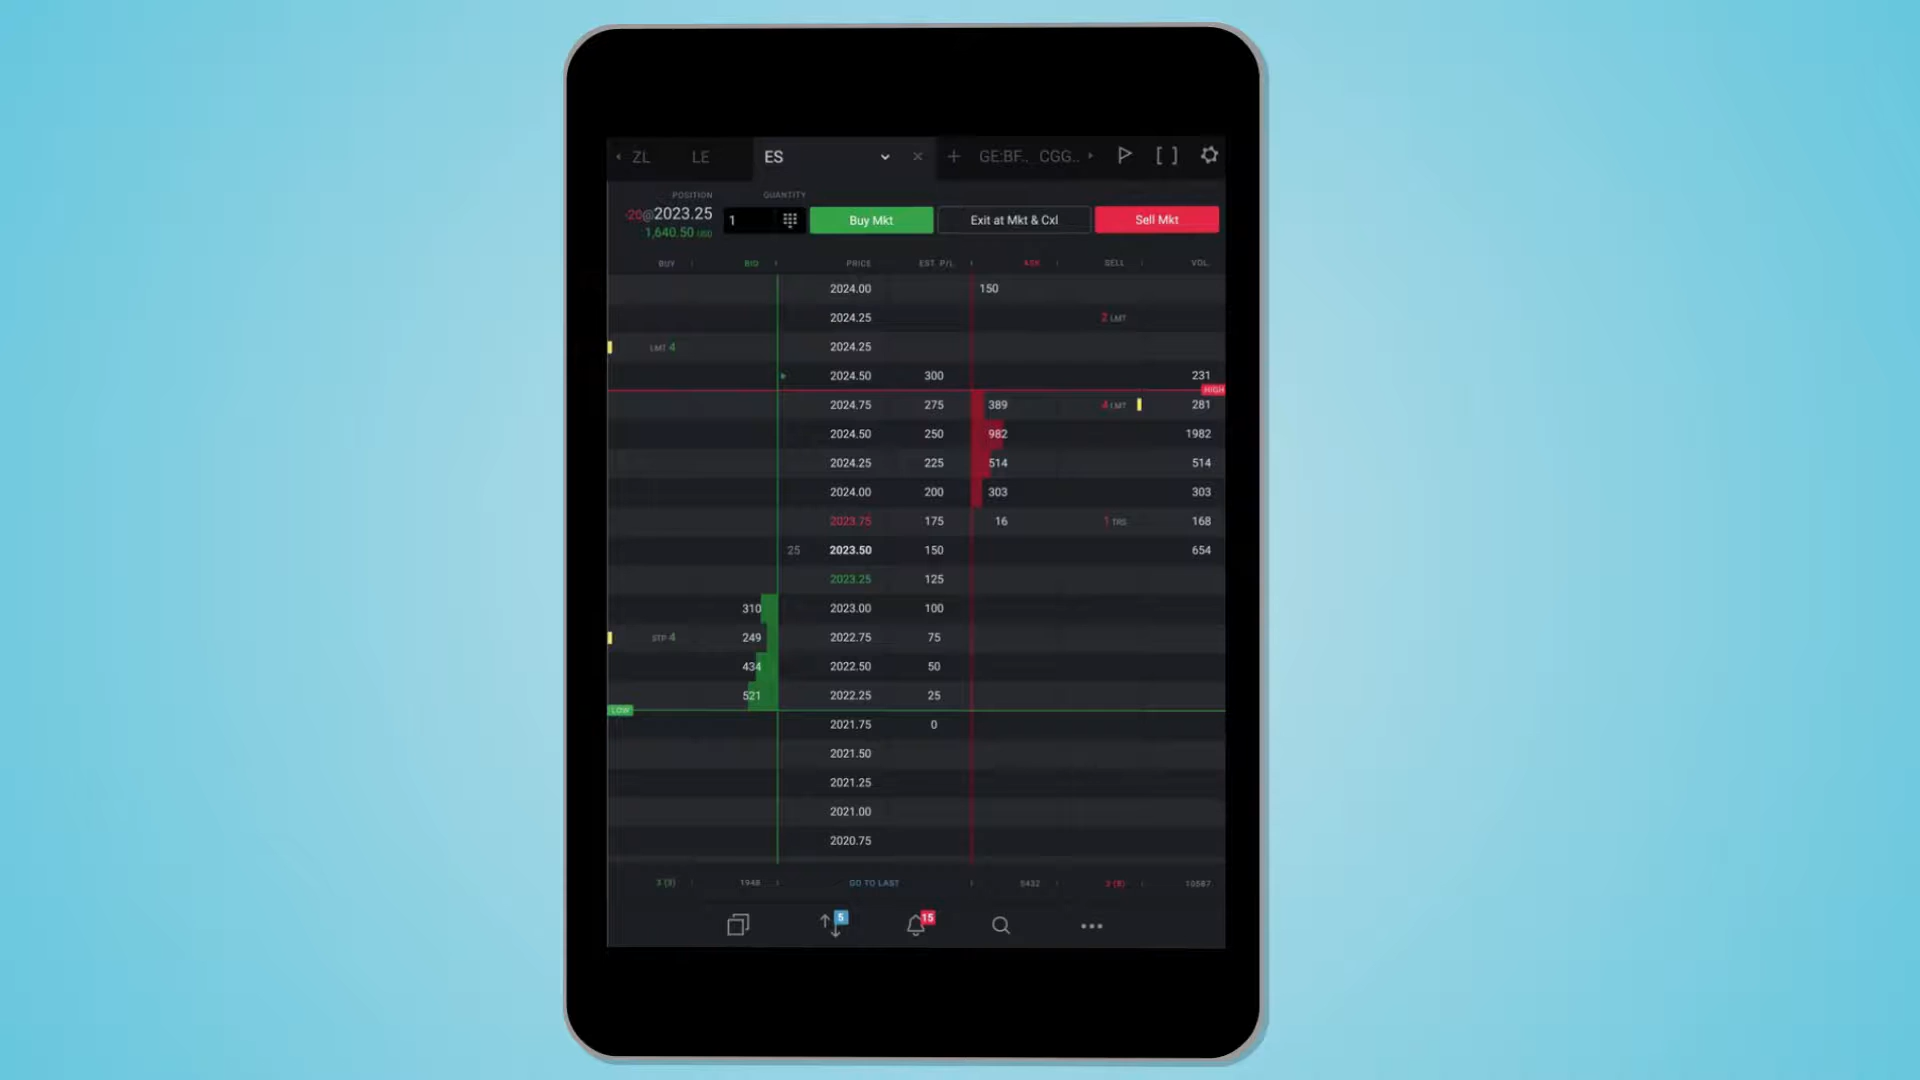 ZL LE ES GE:BF.. CGG..
POSITION QUANTITY
-20@2023.25 1 Buy Mkt Exit at Mkt & Cxl Sell Mkt
1,640.50 USD
BUY BID PRICE EST. P/L ASK SELL VOL.
2024.00 150
2024.25 2 LMT
LMT 4 2024.25
2024.50 300 231
HIGH
2024.75 275 389 4 LMT 281
2024.50 250 982 1982
2024.25 225 514 514
2024.00 200 303 303
2023.75 175 16 1 TRS 168
25 2023.50 150 654
2023.25 125
310 2023.00 100
STP 4 249 2022.75 75
434 2022.50 50
521 2022.25 25
LOW
2021.75 0
2021.50
2021.25
2021.00
2020.75
3 (3) 1948 GO TO LAST 5432 3 (8) 10587
5 15